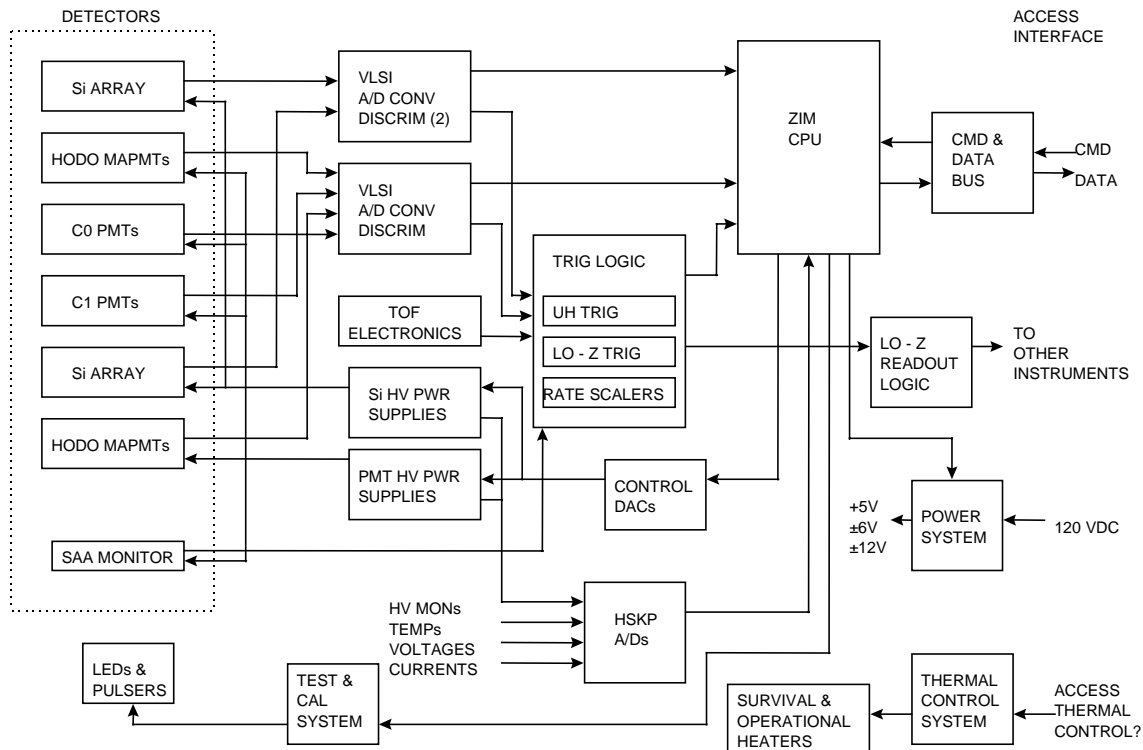 DETECTORS
ACCESS
INTERFACE
Si ARRAY
HODO MAPMTs
C0 PMTs
C1 PMTs
Si ARRAY
HODO MAPMTs
SAA MONITOR
VLSI
A/D CONV
DISCRIM (2)
VLSI
A/D CONV
DISCRIM
TOF
ELECTRONICS
Si HV PWR
SUPPLIES
PMT HV PWR
SUPPLIES
TRIG LOGIC
UH TRIG
LO - Z TRIG
RATE SCALERS
CONTROL
DACs
ZIM
CPU
CMD &
DATA
BUS
CMD
DATA
LO - Z
READOUT
LOGIC
TO
OTHER
INSTRUMENTS
+5V
±6V
±12V
POWER
SYSTEM
120 VDC
HV MONs
TEMPs
VOLTAGES
CURRENTS
HSKP
A/Ds
LEDs &
PULSERS
TEST &
CAL
SYSTEM
SURVIVAL &
OPERATIONAL
HEATERS
THERMAL
CONTROL
SYSTEM
ACCESS
THERMAL
CONTROL?